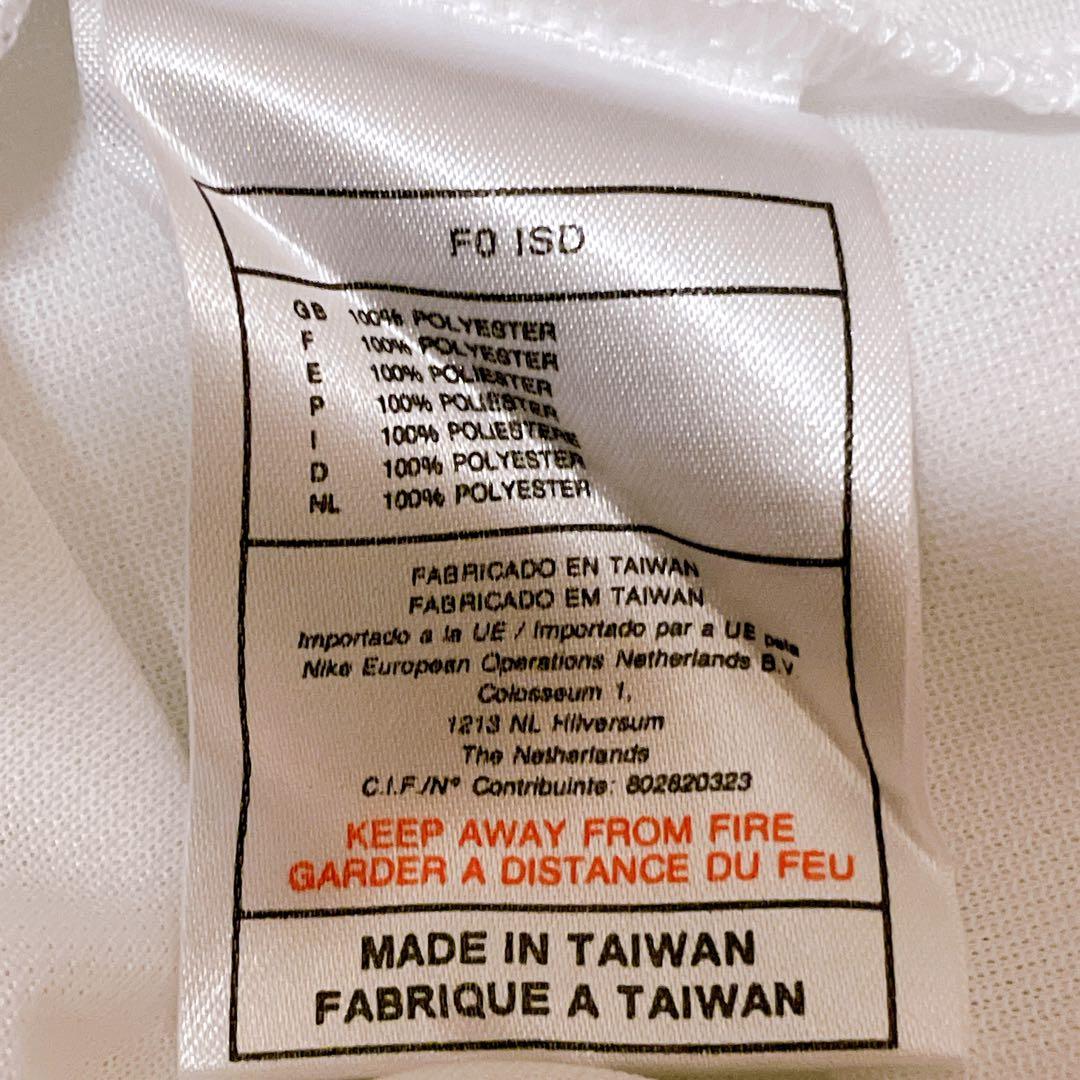 F0 ISD
GB 100% POLYESTER
F 100% POLYESTER
E 100% POLIESTER
P 100% POLIESTER
I 100% POLIESTERE
D 100% POLYESTER
NL 100% POLYESTER
FABRICADO EN TAIWAN
FABRICADO EM TAIWAN
Importado a la UE / Importado par a UE pela
Nike European Operations Netherlands B.V
Colosseum 1,
1213 NL Hilversum
The Netherlands
C.I.F./Nº Contribuinte: 802820323
KEEP AWAY FROM FIRE
GARDER A DISTANCE DU FEU
MADE IN TAIWAN
FABRIQUE A TAIWAN